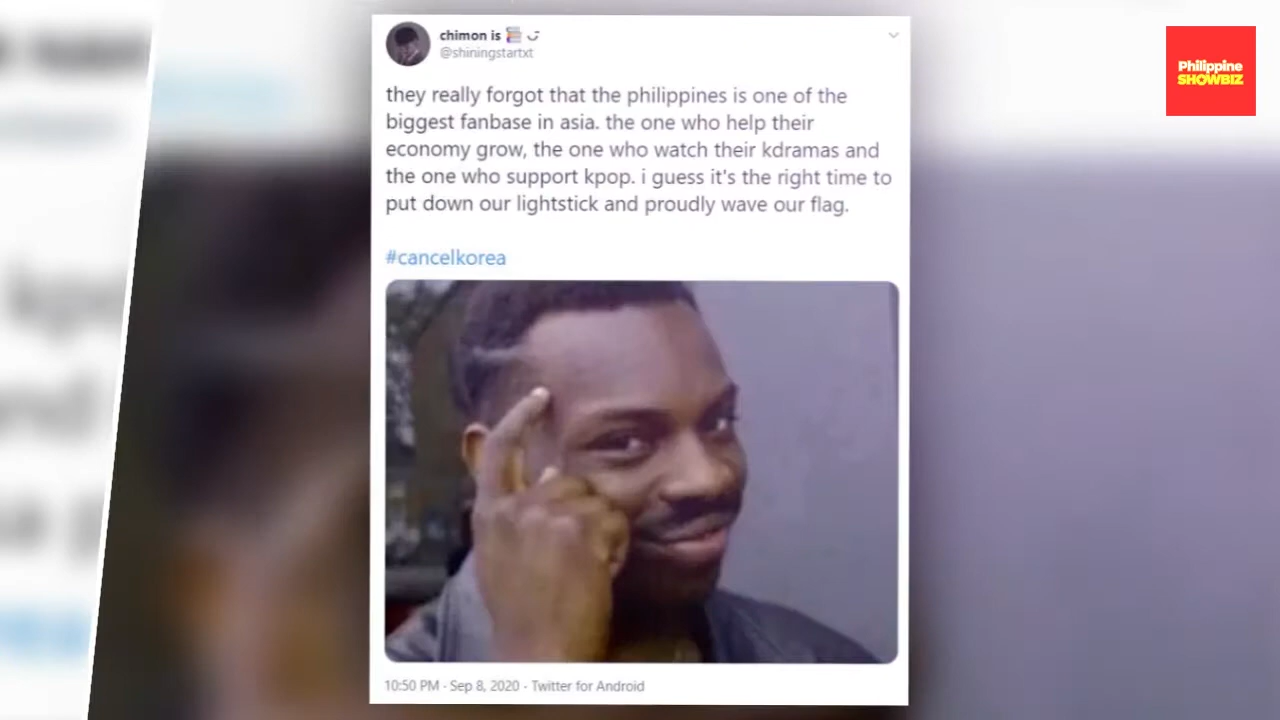 chimon is
@shiningstartxt
Philippine
SHOWBIZ
they really forgot that the philippines is one of the
biggest fanbase in asia. the one who help their
economy grow, the one who watch their kdramas and
the one who support kpop. i guess it's the right time to
put down our lightstick and proudly wave our flag.
#cancelkorea
10:50 PM · Sep 8, 2020 · Twitter for Android